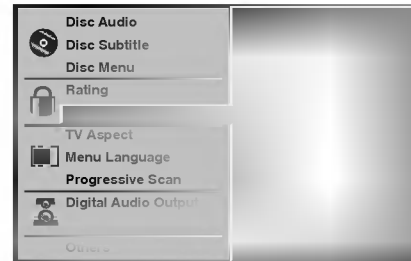 Disc Audio
Disc Subtitle
Disc Menu
Rating
TV Aspect
Menu Language
Progressive Scan
Digital Audio Output
Others